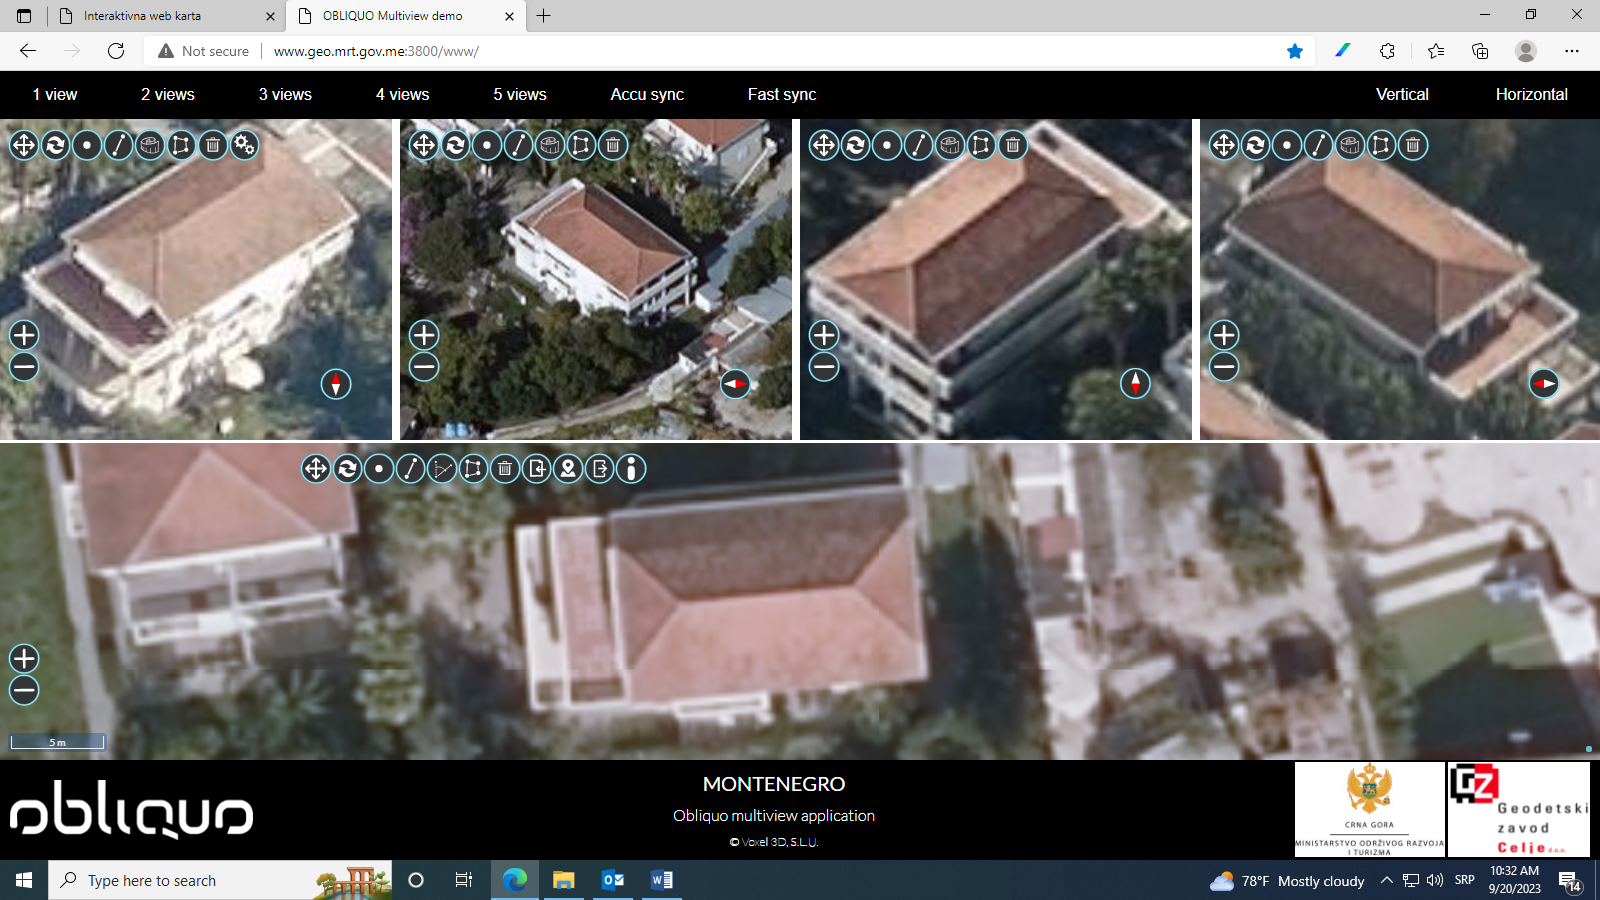 Interaktivna web karta
OBLIQUO Multiview demo
Not secure
www.geo.mrt.gov.me:3800/www/
1 view
2 views
3 views
4 views
5 views
Accu sync
Fast sync
Vertical
Horizontal
5 m
obliquo
MONTENEGRO
Obliquo multiview application
© Voxel 3D, S.L.U.
CRNA GORA
MINISTARSTVO ODRŽIVOG RAZVOJA
I TURIZMA
GZ
Geodetski
zavod
Celje d.o.o.
Type here to search
78°F Mostly cloudy
SRP
10:32 AM
9/20/2023
14